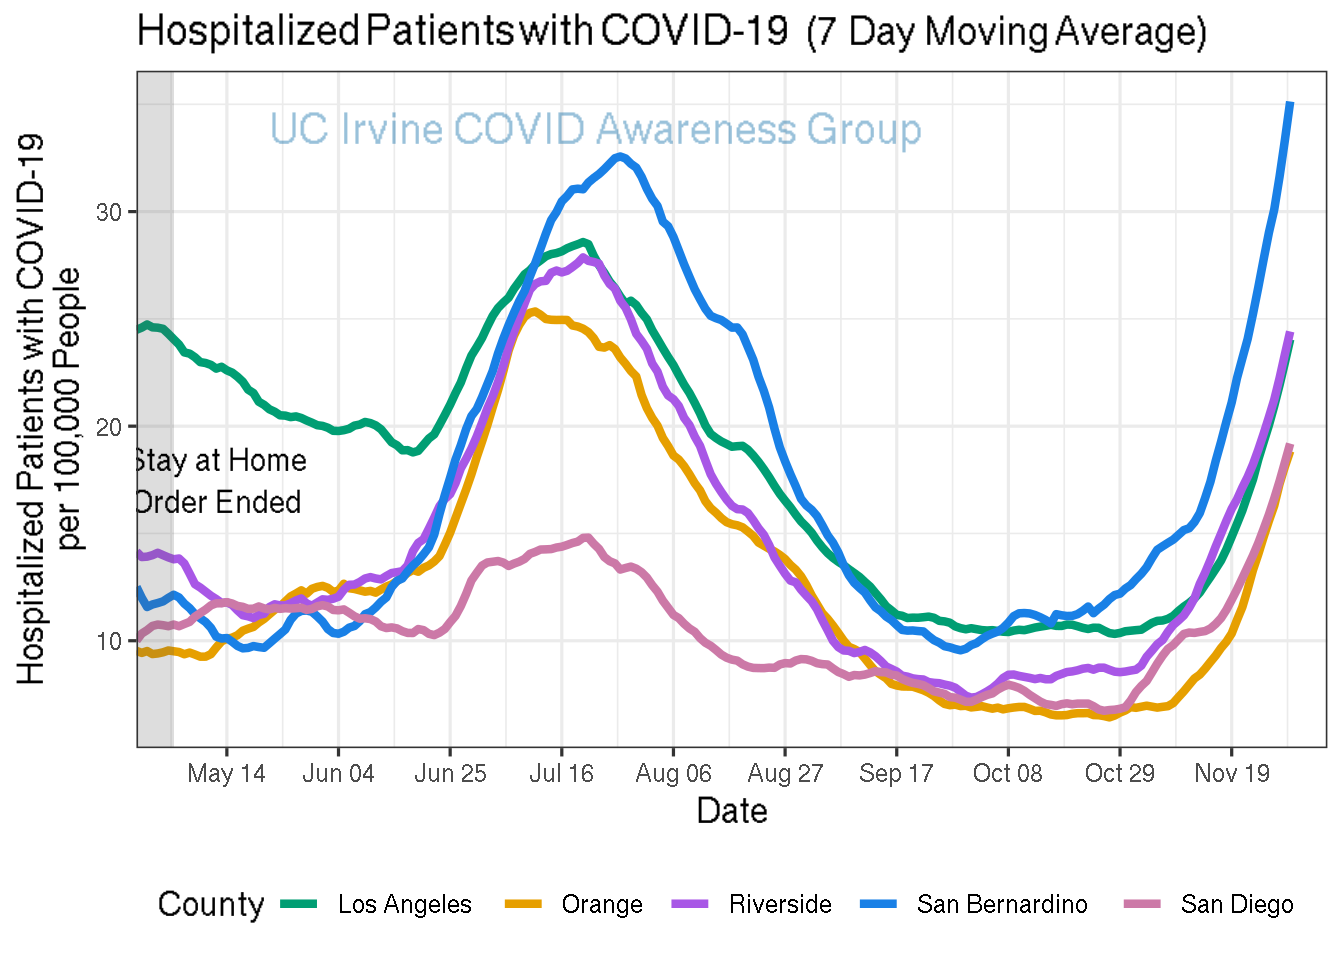 Hospitalized Patients with COVID-19 (7 Day Moving Average)
UC Irvine COVID Awareness Group
Hospitalized Patients with COVID-19
per 100,000 People
30
20
10
Stay at Home
Order Ended
May 14 Jun 04 Jun 25 Jul 16 Aug 06 Aug 27 Sep 17 Oct 08 Oct 29 Nov 19
Date
County Los Angeles Orange Riverside San Bernardino San Diego